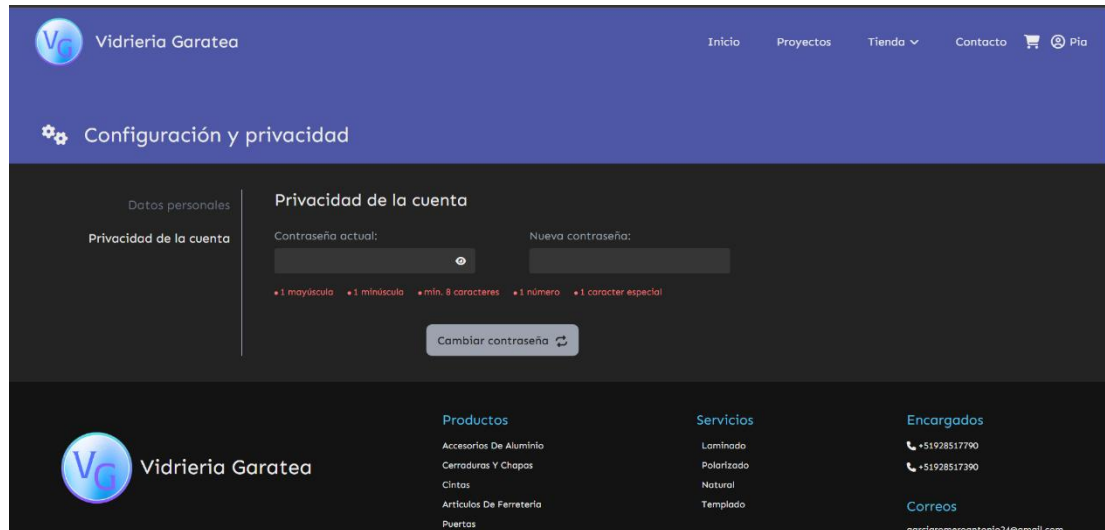 VG Vidrieria Garatea Inicio Proyectos Tienda Contacto Pia
Configuración y privacidad
Datos personales
Privacidad de la cuenta
Privacidad de la cuenta
Contraseña actual: Nueva contraseña:
• 1 mayúscula • 1 minúscula • min. 8 caracteres • 1 número • 1 caracter especial
Cambiar contraseña
VG Vidrieria Garatea
Productos
Accesorios De Aluminio
Cerraduras Y Chapas
Cintas
Articulos De Ferreteria
Puertas
Servicios
Laminado
Polarizado
Natural
Templado
Encargados
+51928517790
+51928517390
Correos